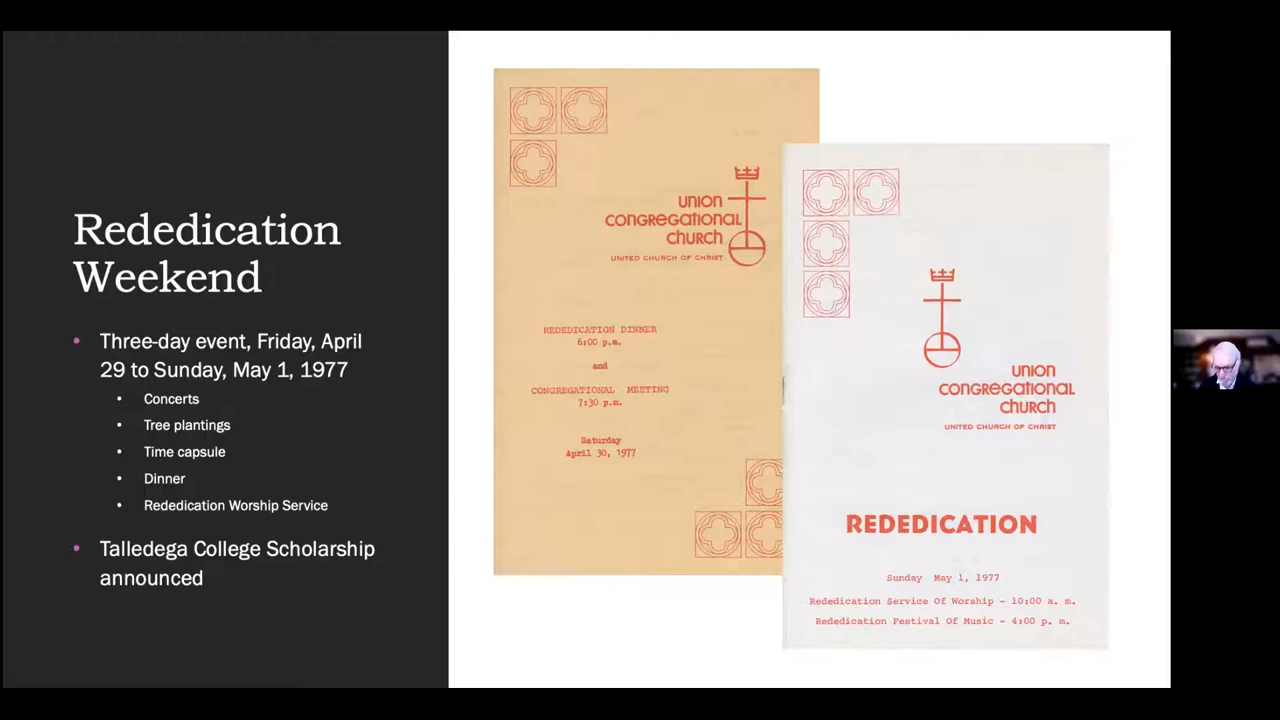 Rededication
Weekend
• Three-day event, Friday, April
29 to Sunday, May 1, 1977
• Concerts
• Tree plantings
• Time capsule
• Dinner
• Rededication Worship Service
• Talledega College Scholarship
announced
union
congregational
church
UNITED CHURCH OF CHRIST
REDEDICATION DINNER
6:00 p.m.
and
CONGREGATIONAL MEETING
7:30 p.m.
Saturday
April 30, 1977
union
congregational
church
UNITED CHURCH OF CHRIST
REDEDICATION
Sunday May 1, 1977
Rededication Service Of Worship - 10:00 a. m.
Rededication Festival Of Music - 4:00 p. m.